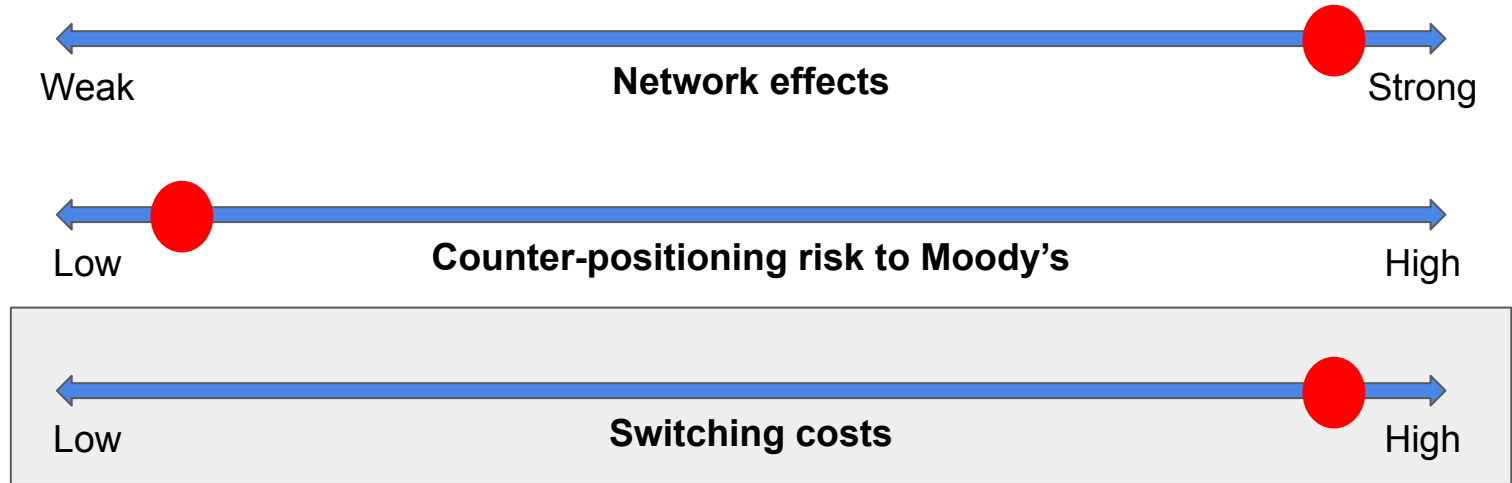 Weak Network effects Strong
Low Counter-positioning risk to Moody’s High
Low Switching costs High